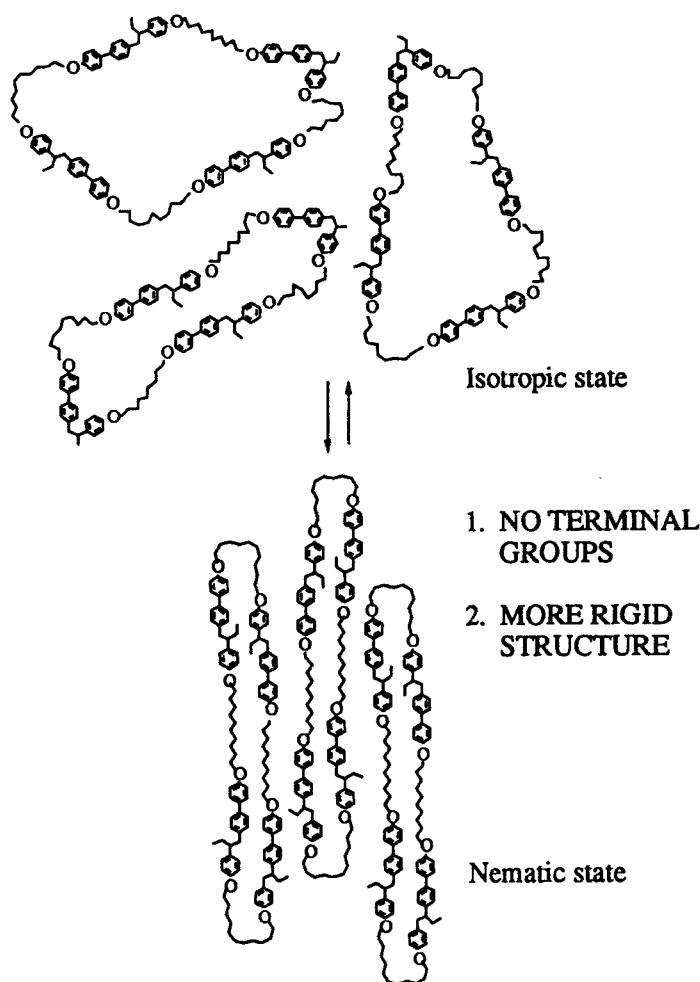 Isotropic state
1. NO TERMINAL
GROUPS
2. MORE RIGID
STRUCTURE
Nematic state